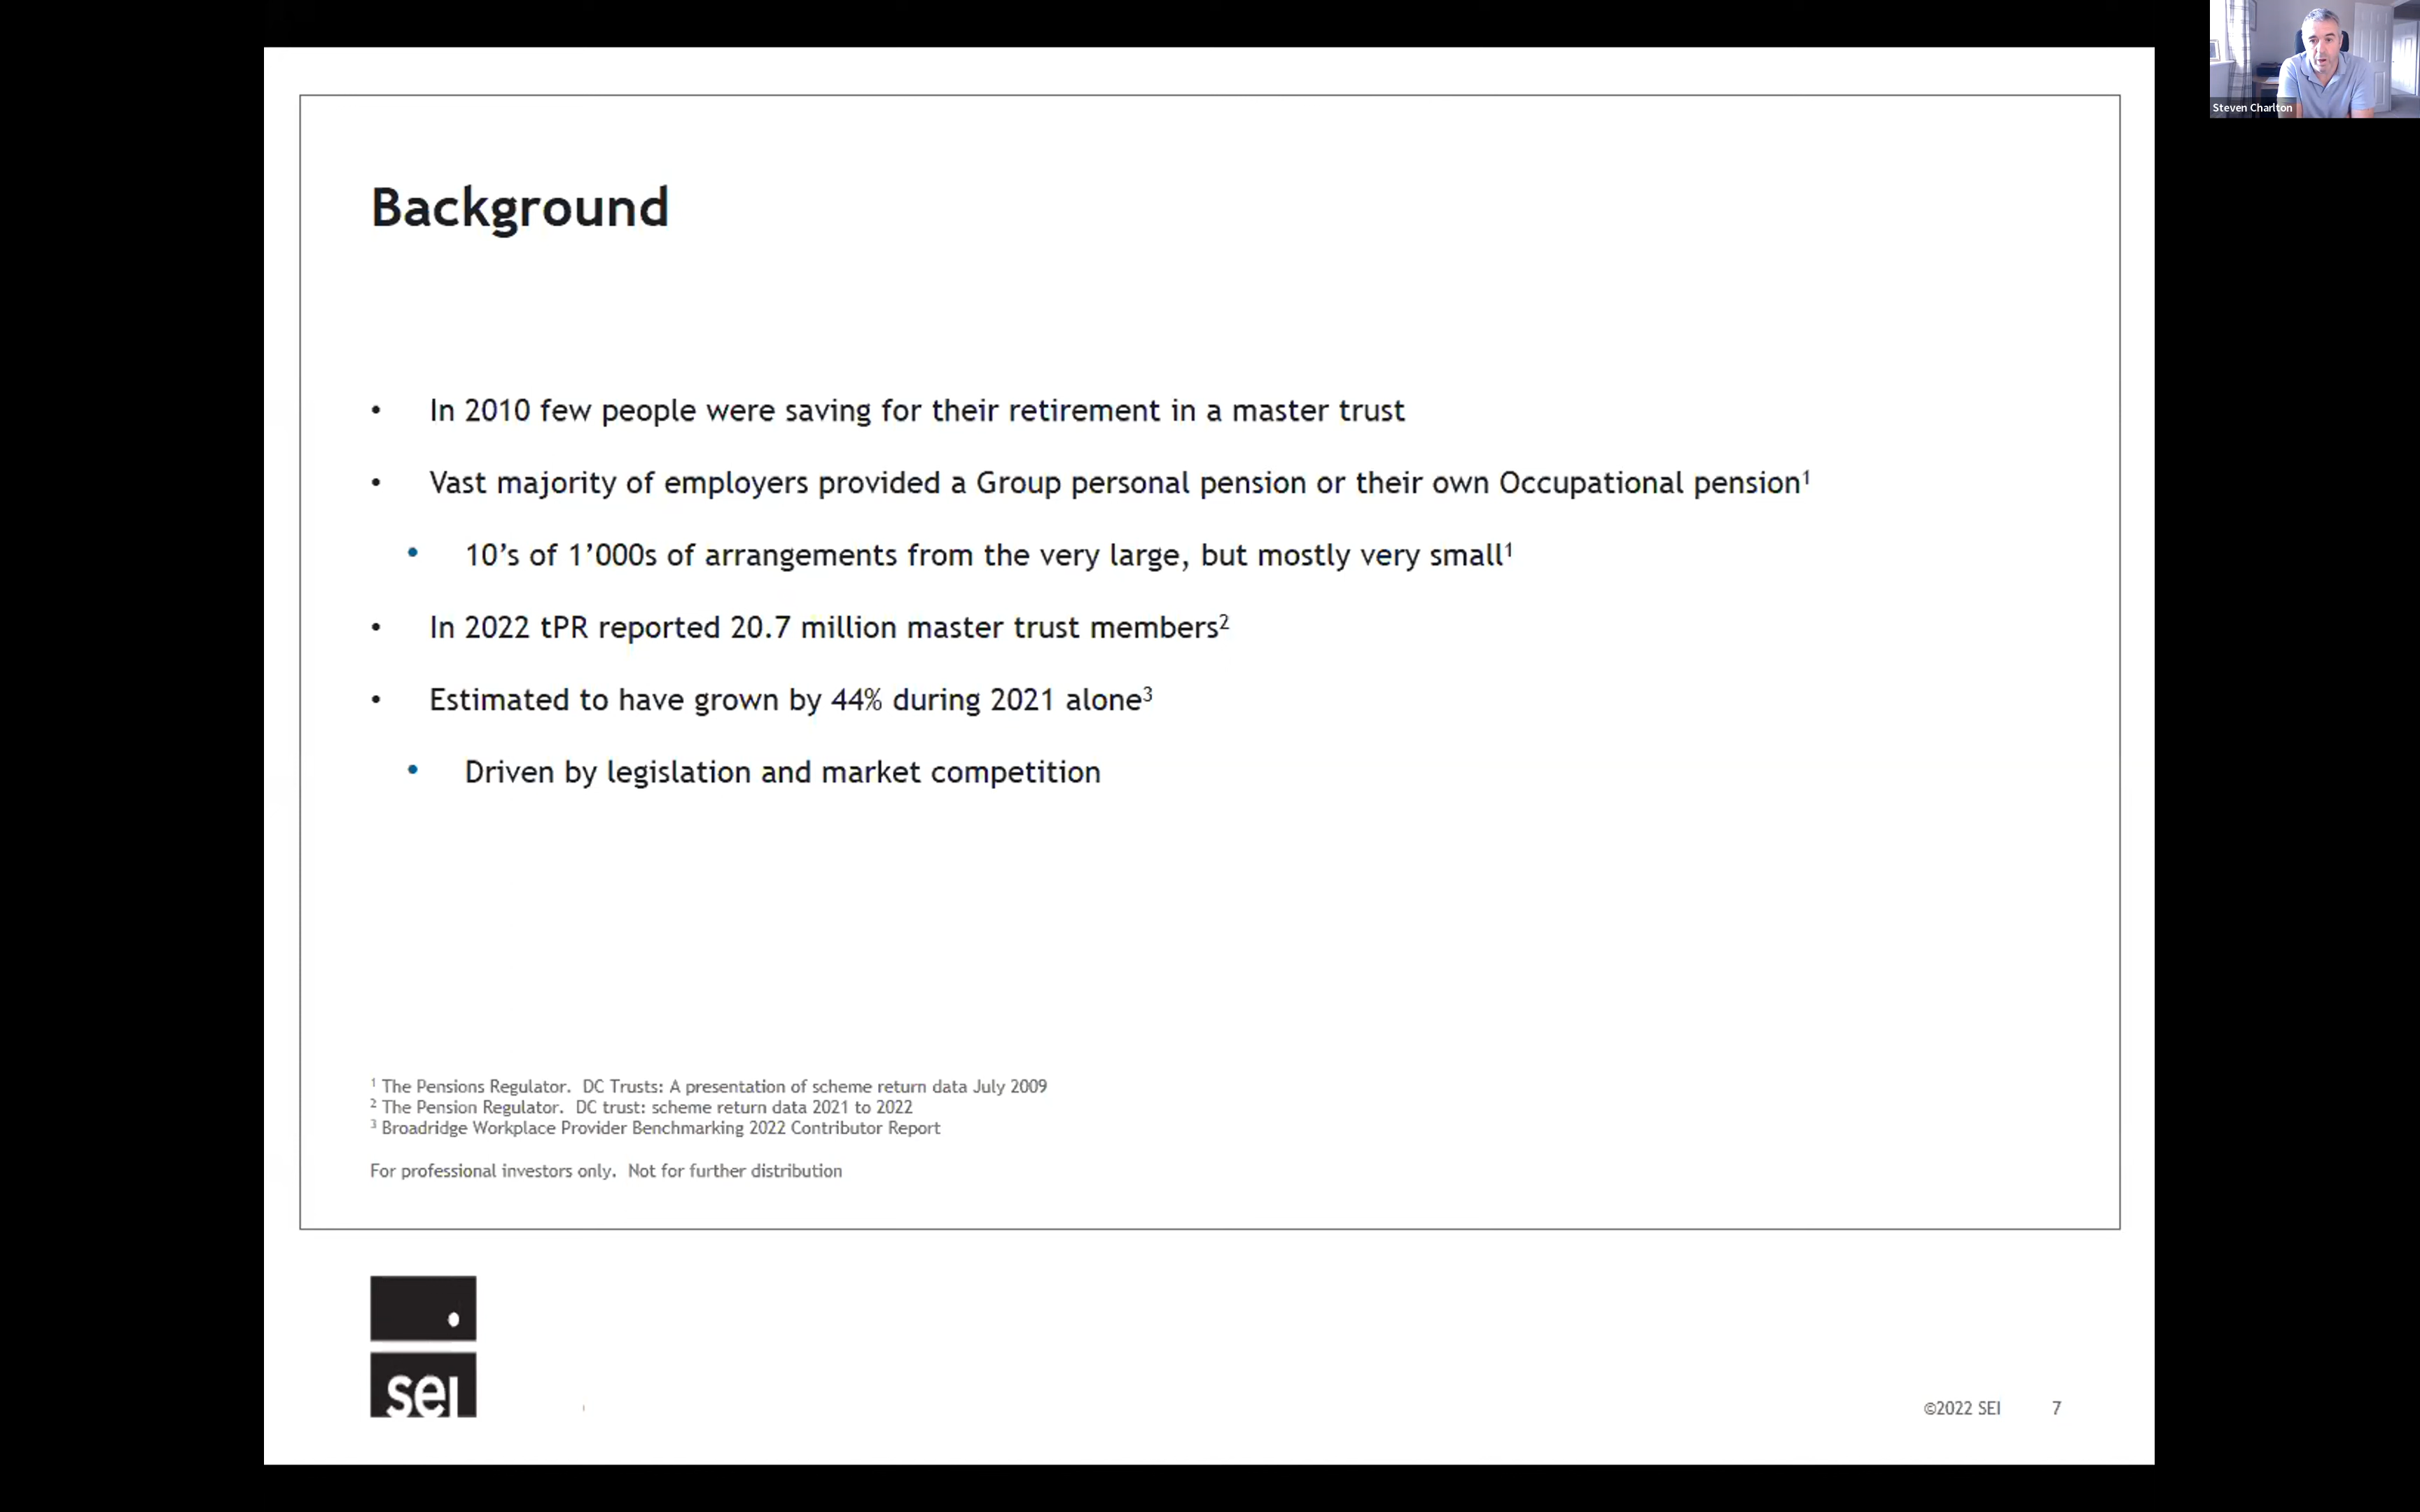 Steven Charlton
Background
• In 2010 few people were saving for their retirement in a master trust
• Vast majority of employers provided a Group personal pension or their own Occupational pension¹
• 10’s of 1’000s of arrangements from the very large, but mostly very small¹
• In 2022 tPR reported 20.7 million master trust members²
• Estimated to have grown by 44% during 2021 alone³
• Driven by legislation and market competition
¹ The Pensions Regulator. DC Trusts: A presentation of scheme return data July 2009
² The Pension Regulator. DC trust: scheme return data 2021 to 2022
³ Broadridge Workplace Provider Benchmarking 2022 Contributor Report
For professional investors only. Not for further distribution
sei
©2022 SEI 7